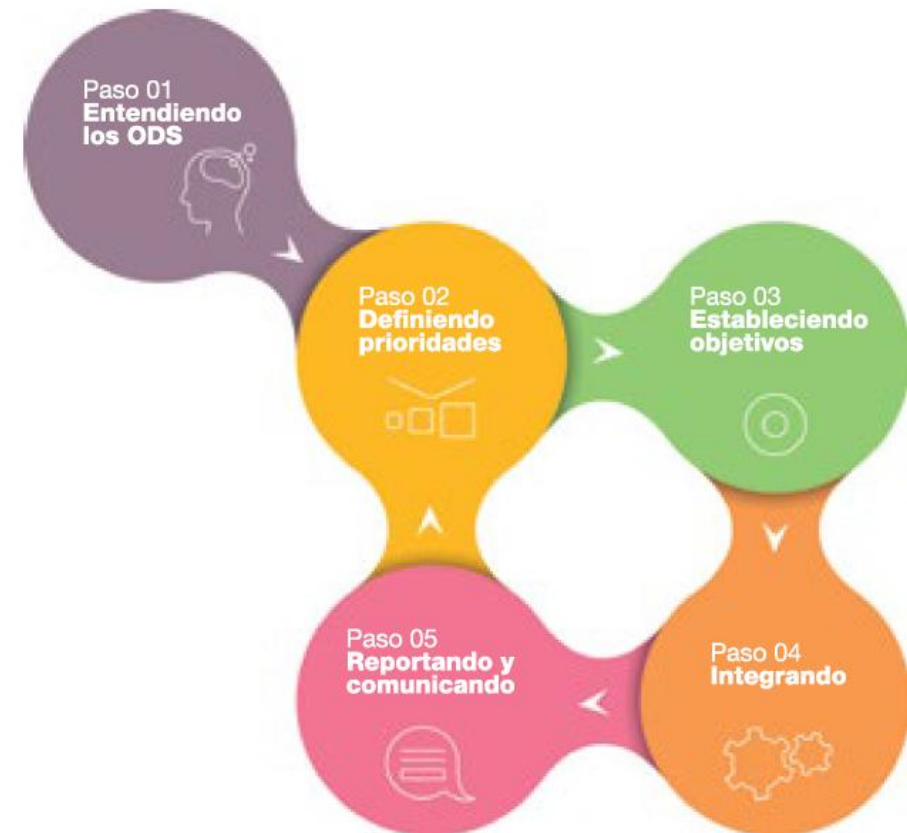 Paso 01
Entendiendo
los ODS
Paso 02
Definiendo
prioridades
Paso 03
Estableciendo
objetivos
Paso 04
Integrando
Paso 05
Reportando y
comunicando